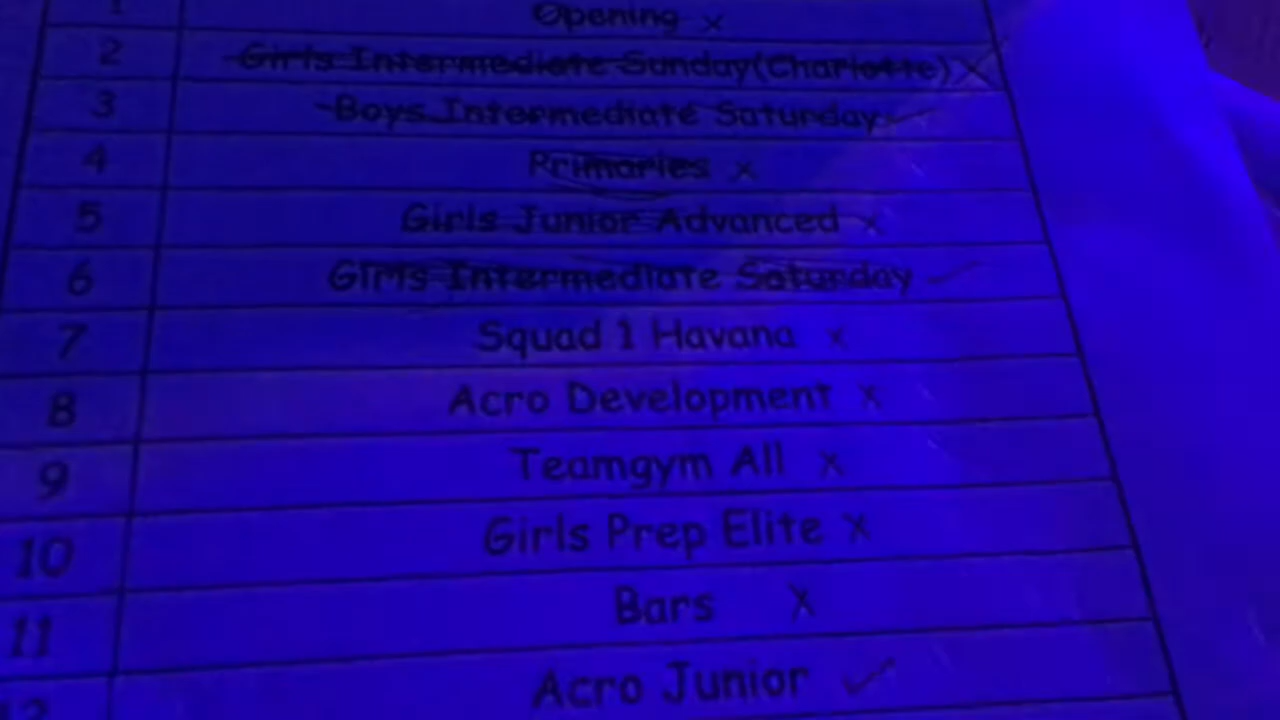 1 Opening x
2 Girls Intermediate Sunday(Charlotte) X
3 Boys Intermediate Saturday ✓
4 Primaries x
5 Girls Junior Advanced x
6 Girls Intermediate Saturday ✓
7 Squad 1 Havana x
8 Acro Development X
9 Teamgym All X
10 Girls Prep Elite X
11 Bars X
12 Acro Junior ✓